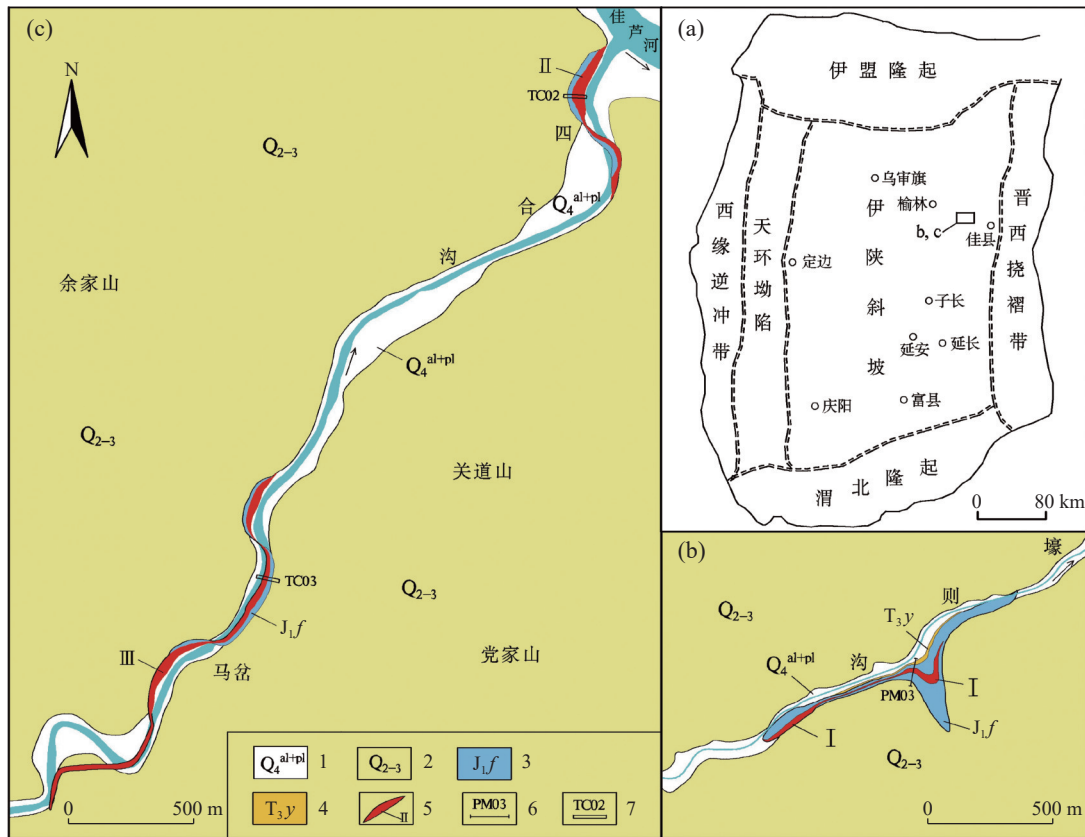 (c)
N
佳芦河
Ⅱ
TC02
四合沟
Q₂₋₃
Q₄ᵃˡ⁺ᵖˡ
余家山
Q₄ᵃˡ⁺ᵖˡ
Q₂₋₃
关道山
TC03
Q₂₋₃
J₁f
Ⅲ
马岔
党家山
0 500 m
Q₄ᵃˡ⁺ᵖˡ 1
Q₂₋₃ 2
J₁f 3
T₃y 4
Ⅱ 5
PM03 6
TC02 7
(a)
伊盟隆起
西缘逆冲带
天环坳陷
伊陕斜坡
晋西挠褶带
乌审旗
榆林
b, c
佳县
定边
子长
延安
延长
庆阳
富县
渭北隆起
0 80 km
(b)
壕则沟
Q₂₋₃
T₃y
Q₄ᵃˡ⁺ᵖˡ
PM03
Ⅰ
Ⅰ
J₁f
Q₂₋₃
0 500 m